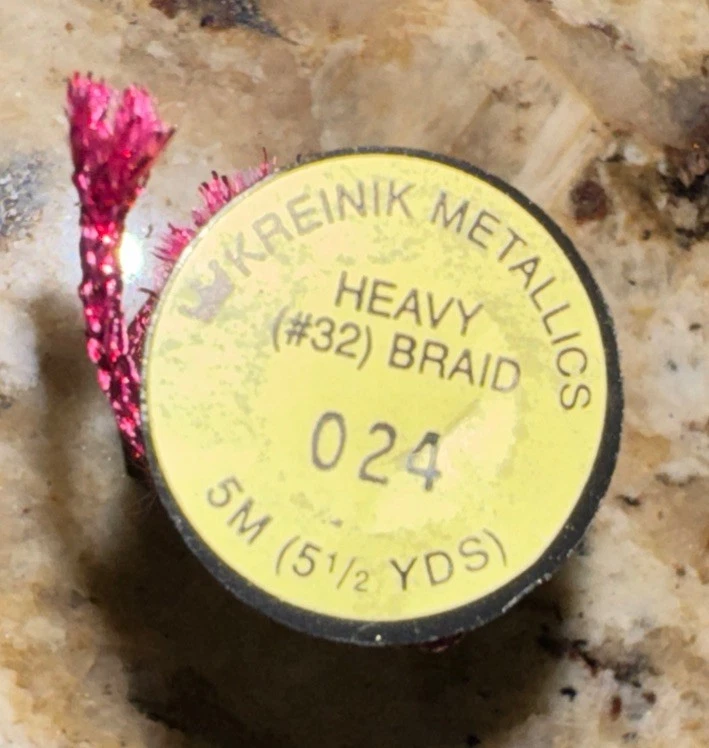 KREINIK METALLICS
HEAVY
(#32) BRAID
024
5M (5 1/2 YDS)